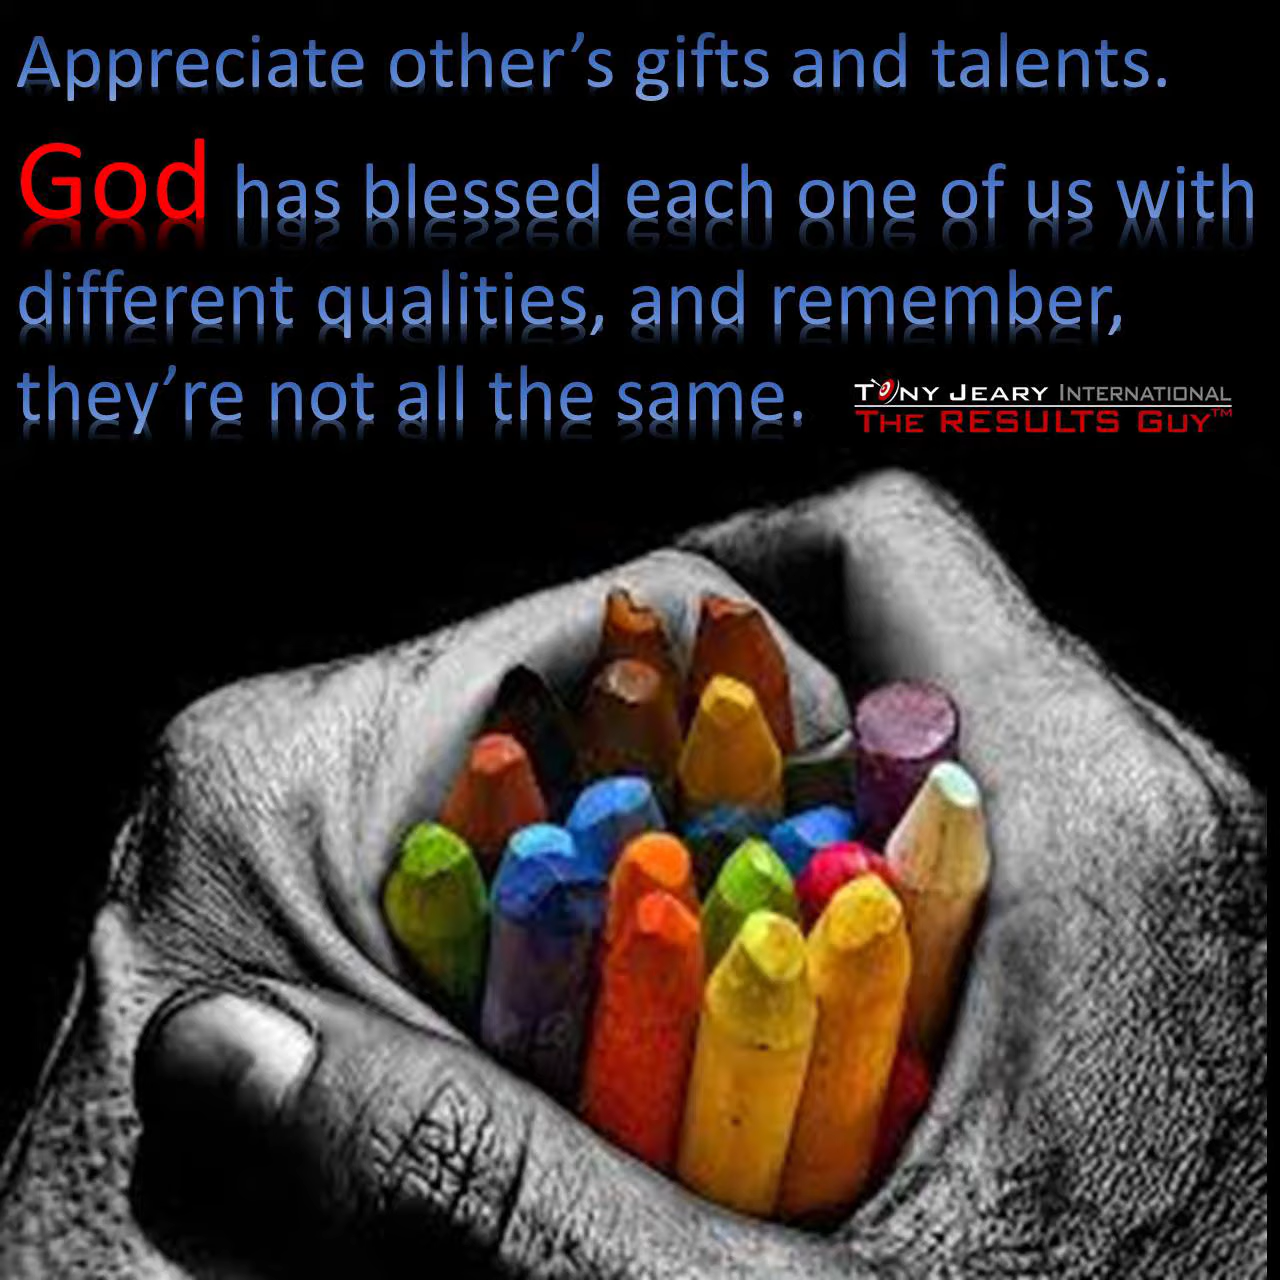 Appreciate other’s gifts and talents.
God has blessed each one of us with
different qualities, and remember,
they’re not all the same.
TONY JEARY INTERNATIONAL
THE RESULTS GUY™